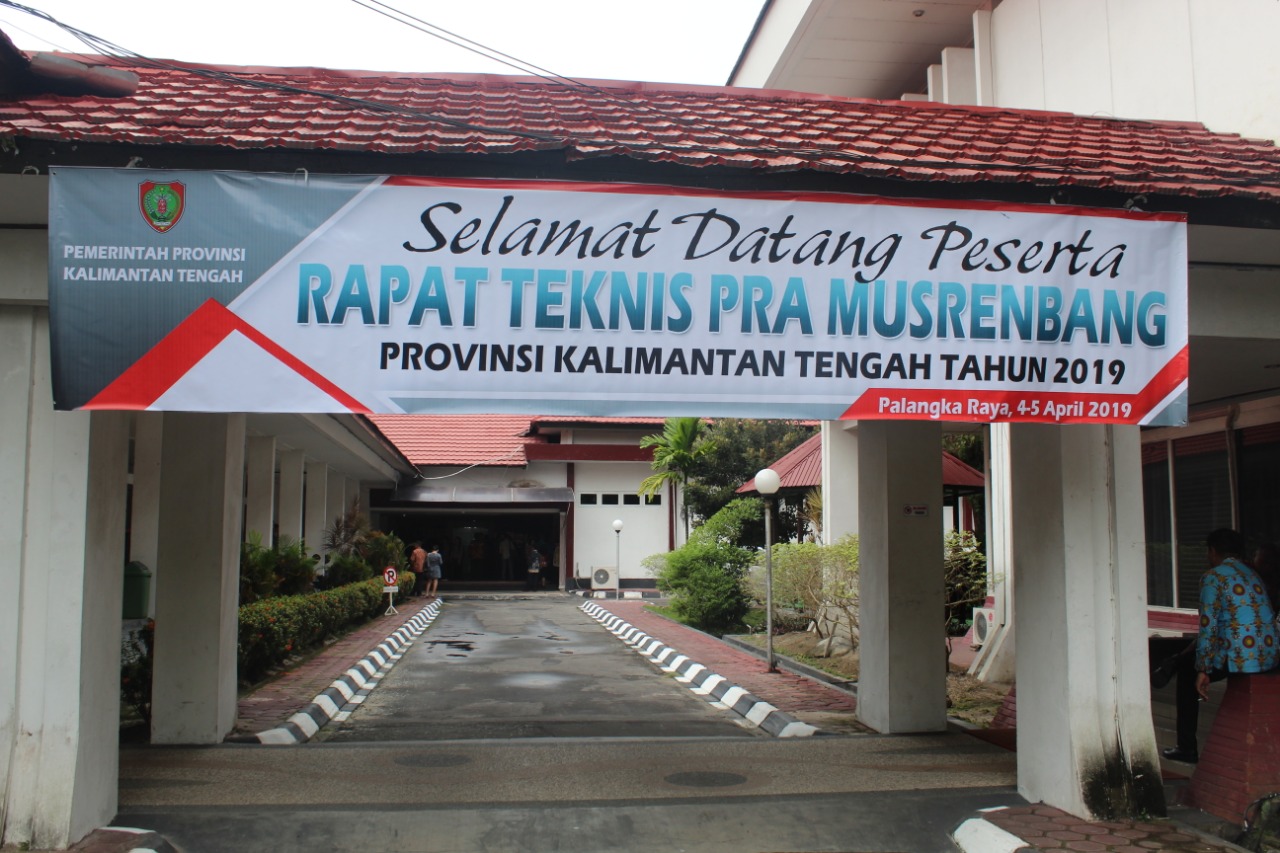 PEMERINTAH PROVINSI
KALIMANTAN TENGAH
Selamat Datang Peserta
RAPAT TEKNIS PRA MUSRENBANG
PROVINSI KALIMANTAN TENGAH TAHUN 2019
Palangka Raya, 4-5 April 2019